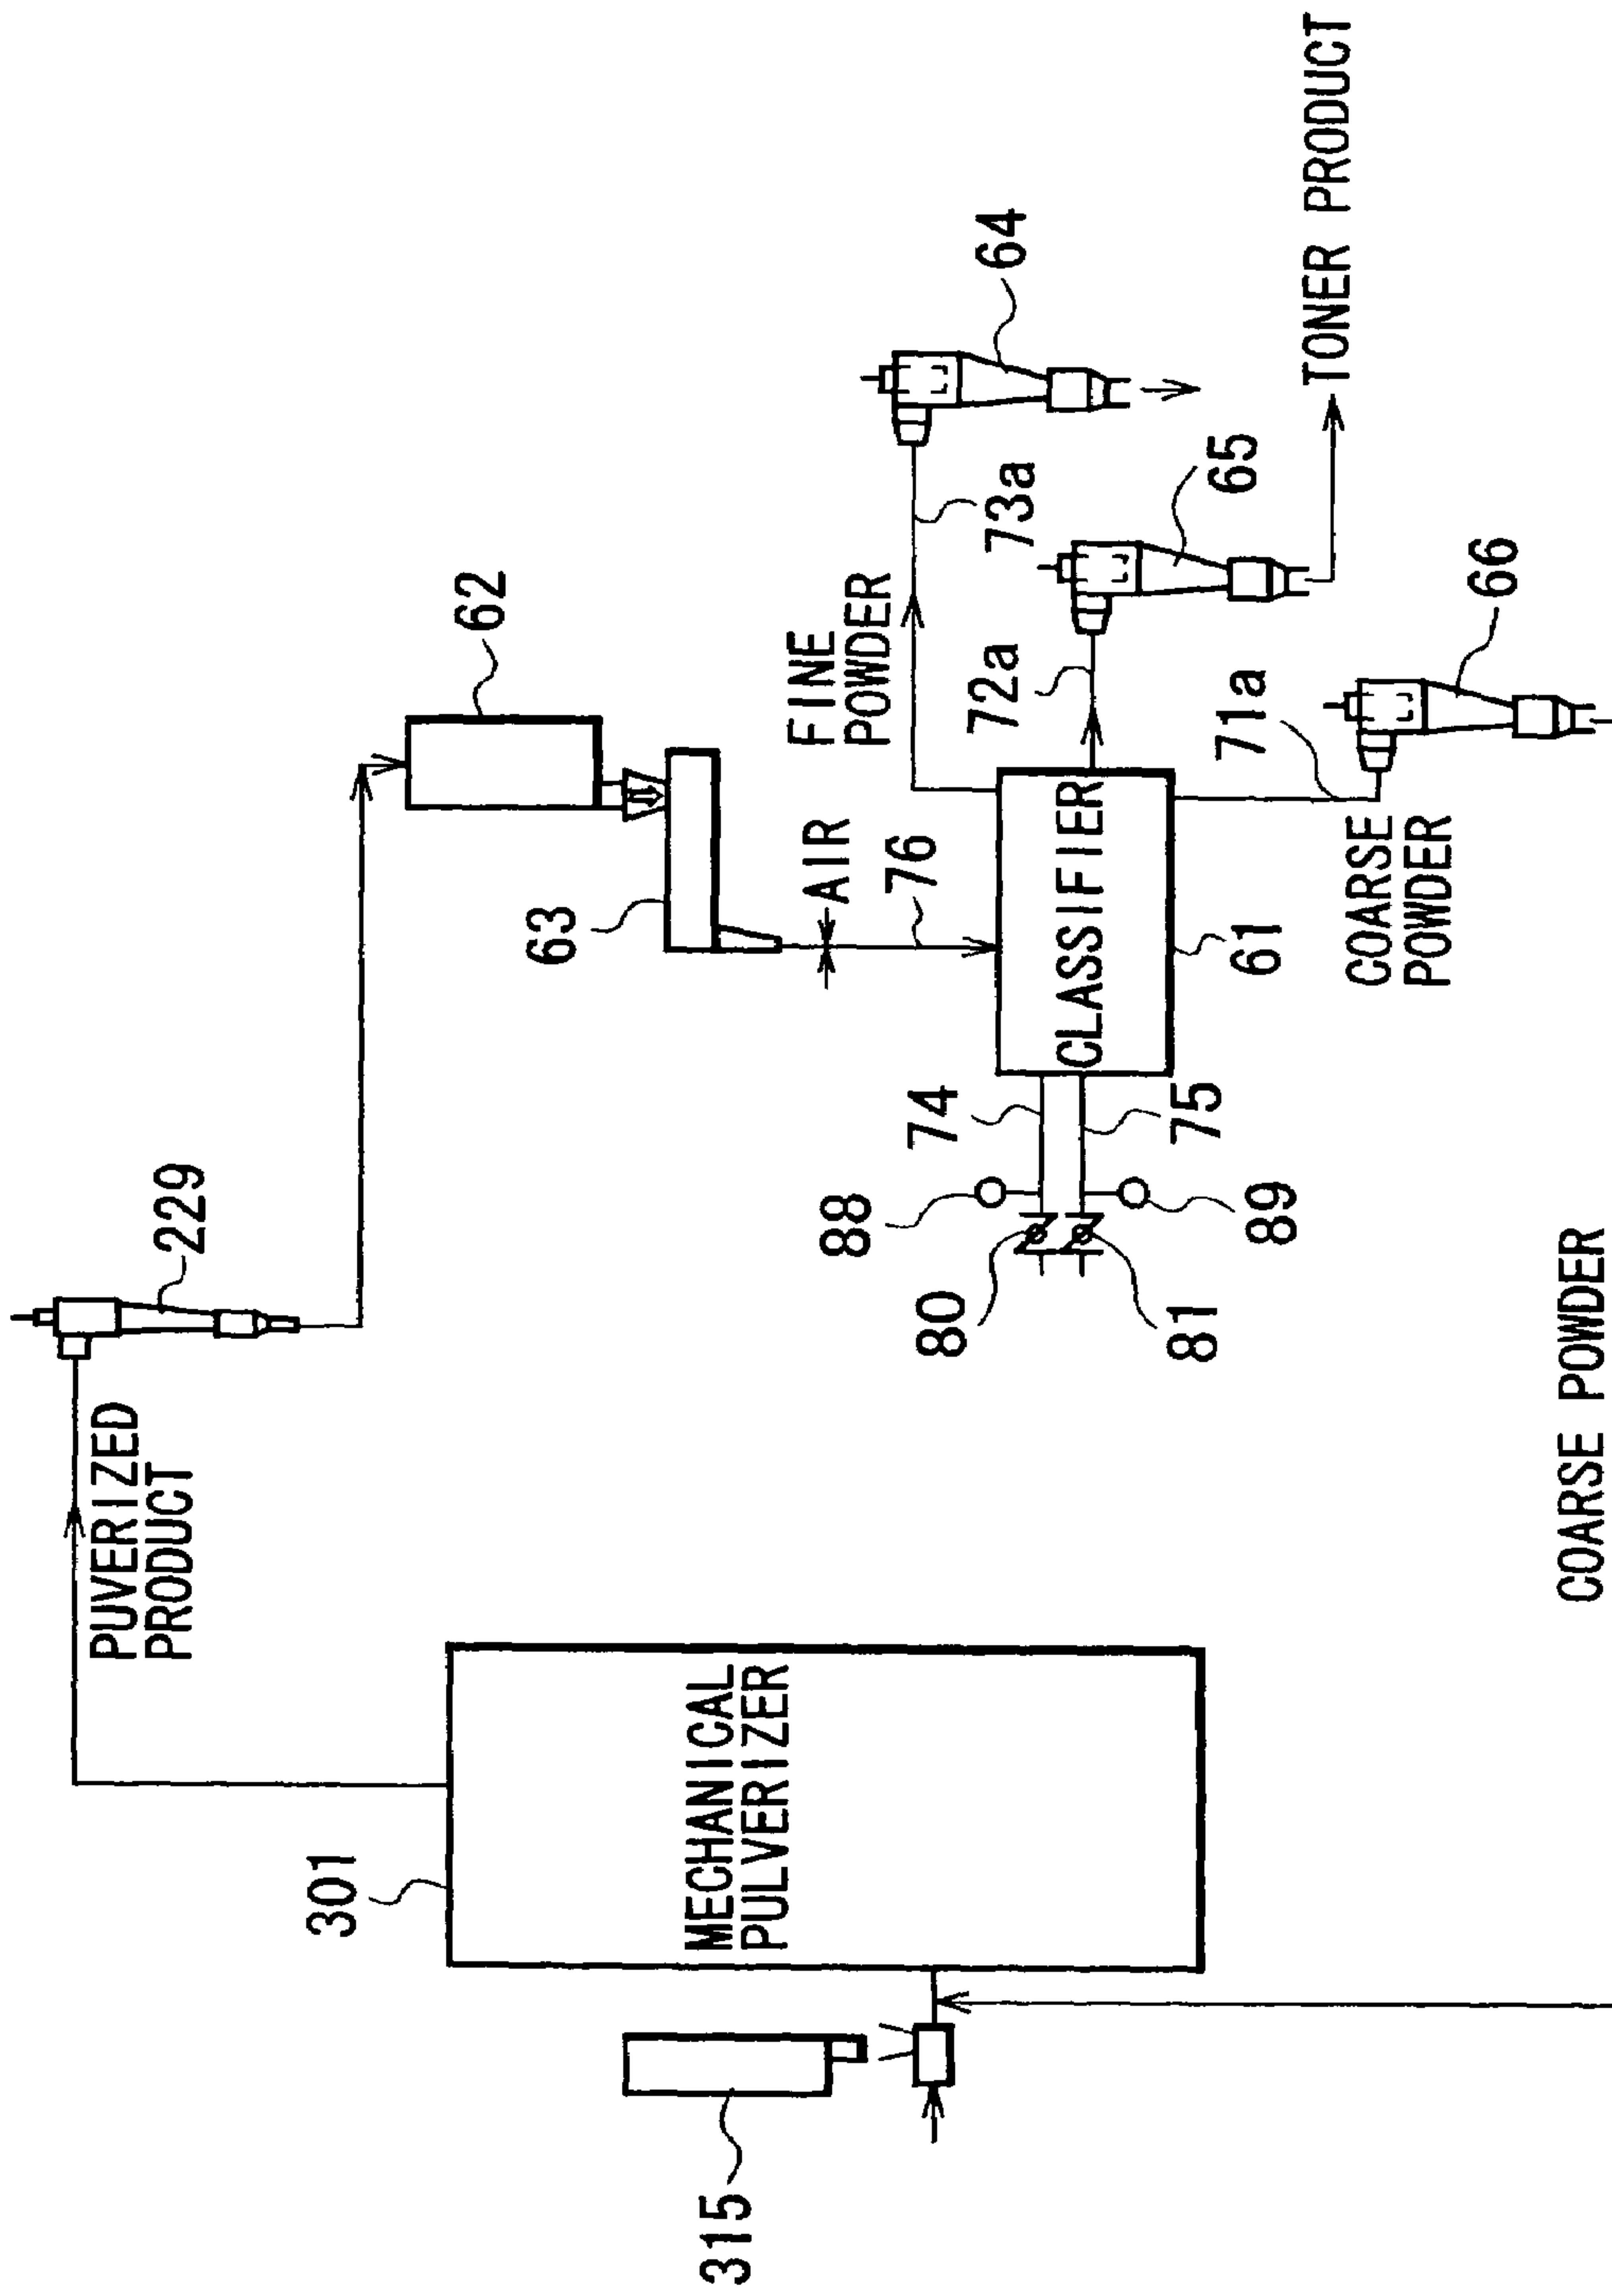 229
PUVERIZED
PRODUCT
301
MECHANICAL
PULVERIZER
315
62
63
AIR
76
FINE
POWDER
73a
64
72a
65
TONER PRODUCT
CLASSIFIER
61
74
75
88
89
80
81
71a
66
COARSE
POWDER
COARSE POWDER